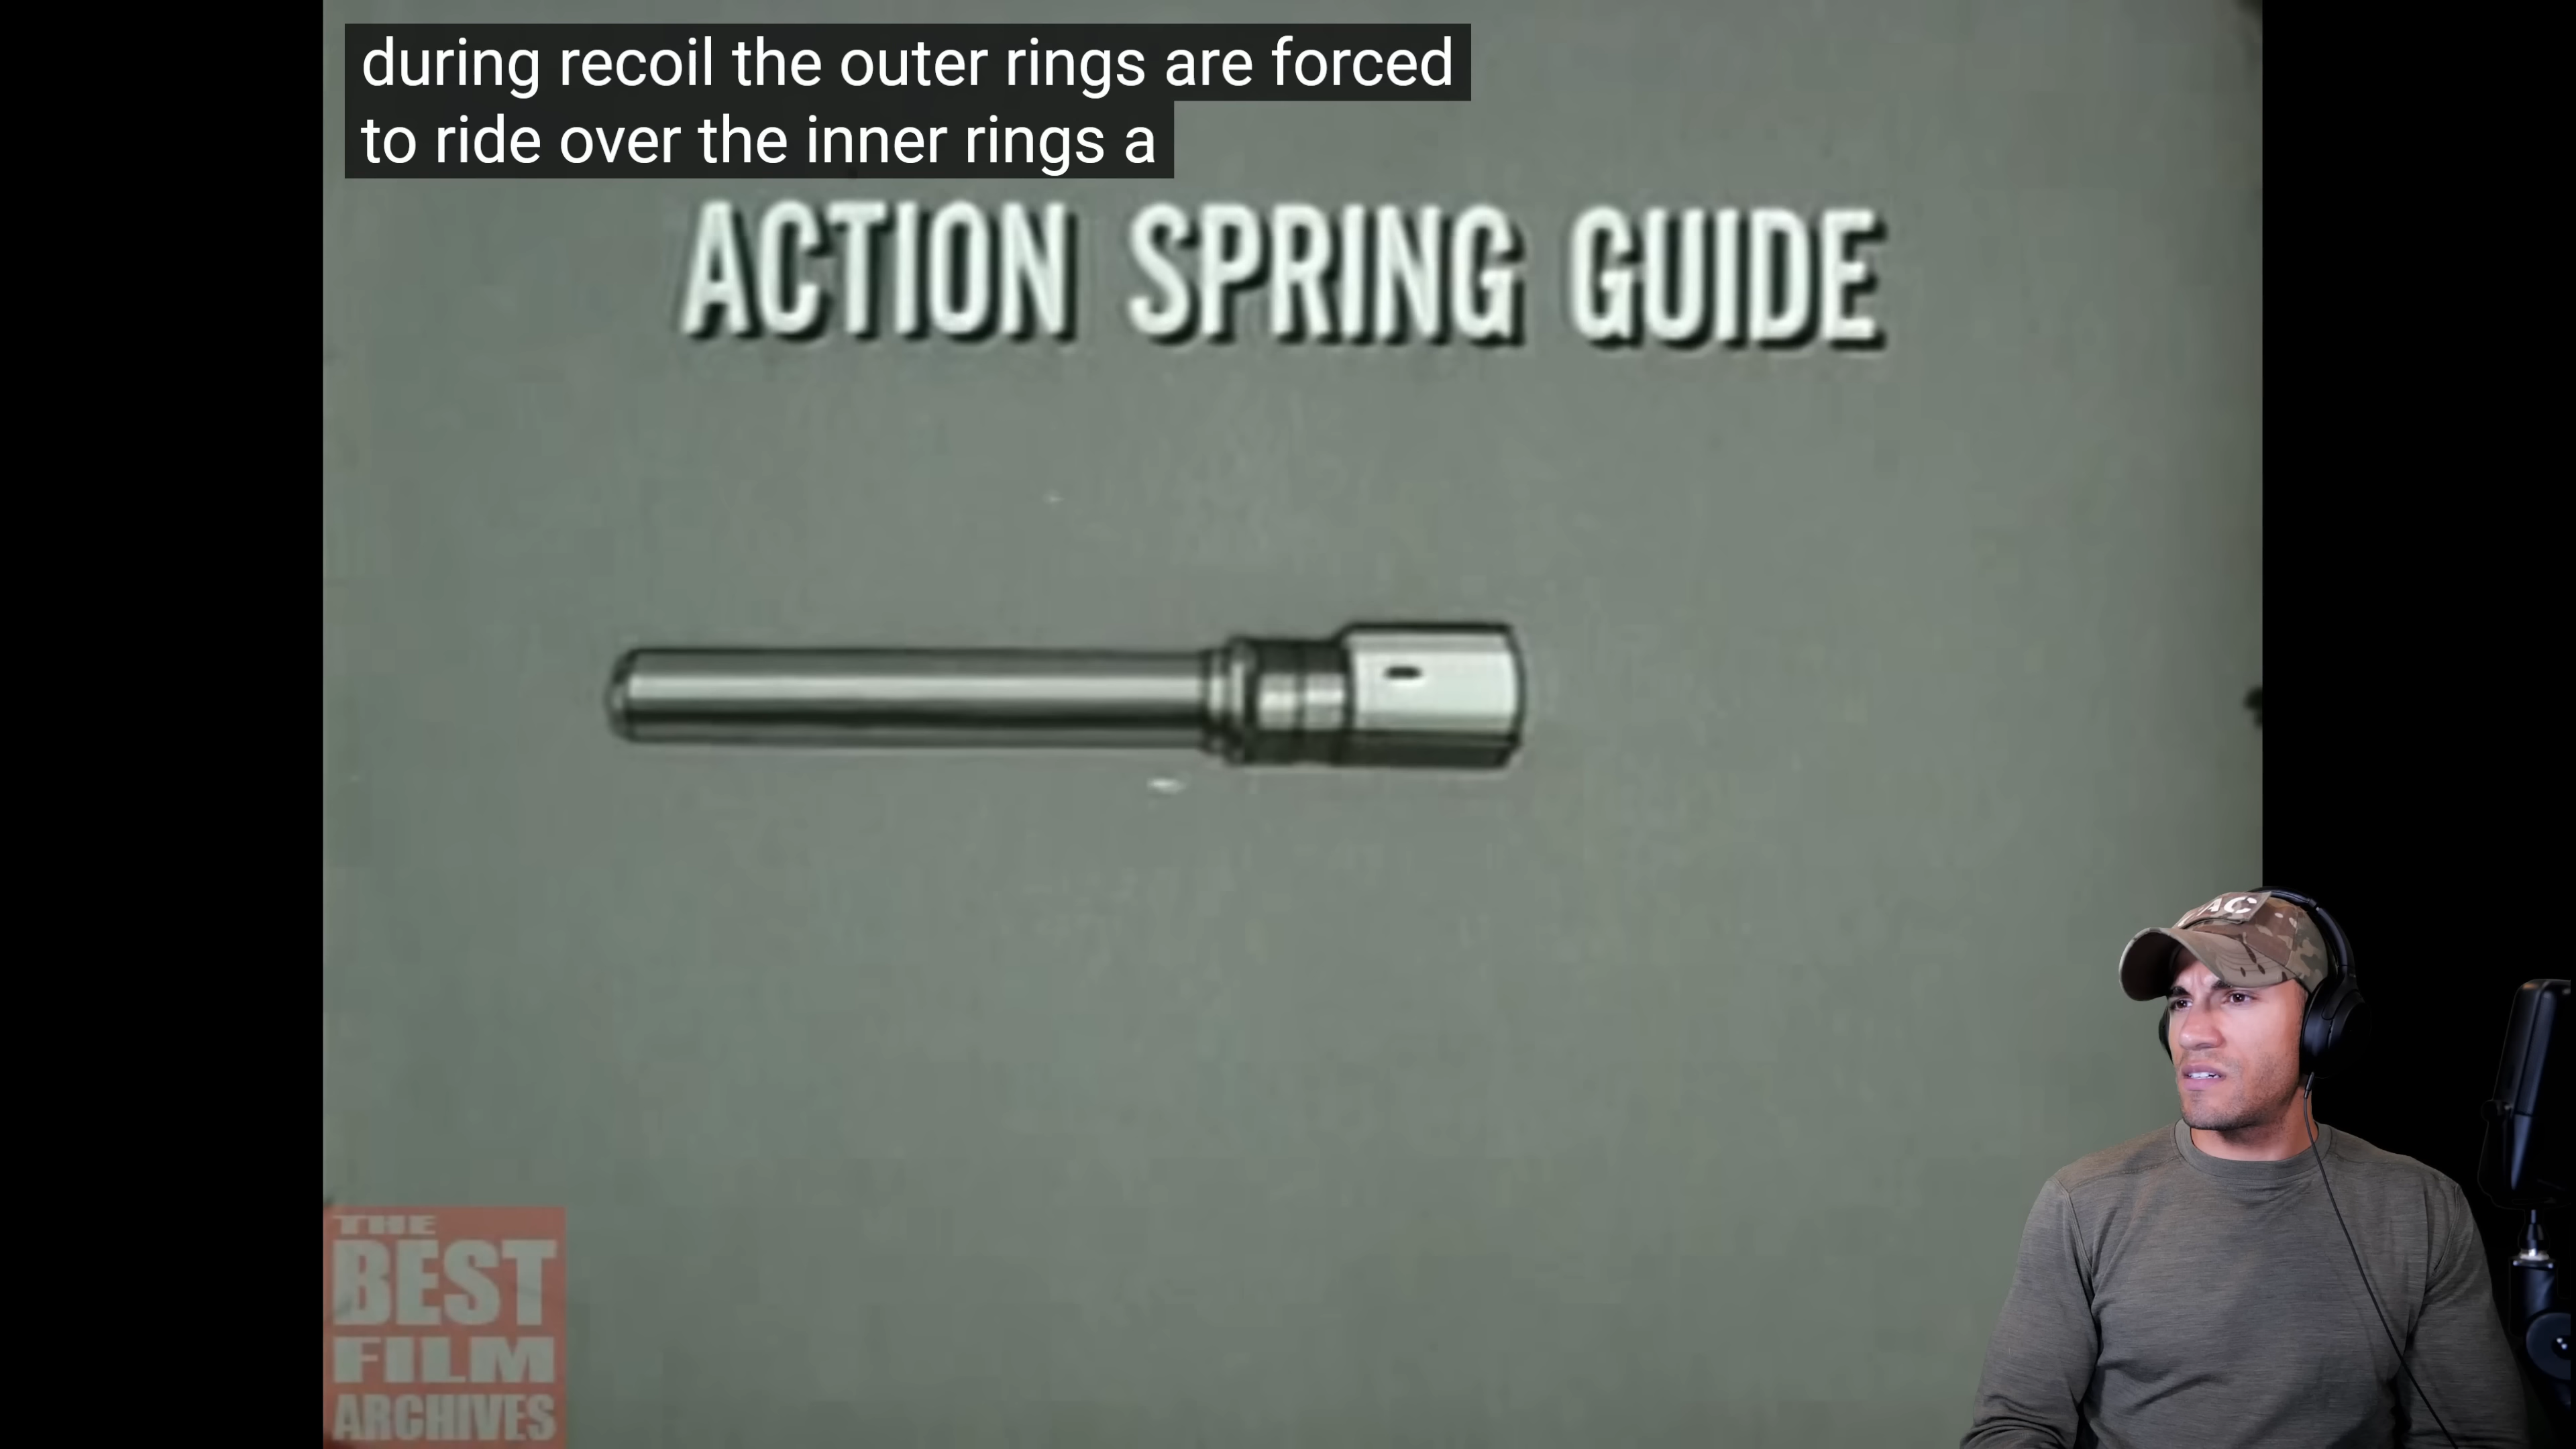 during recoil the outer rings are forced
to ride over the inner rings a
ACTION SPRING GUIDE
THE
BEST
FILM
ARCHIVES